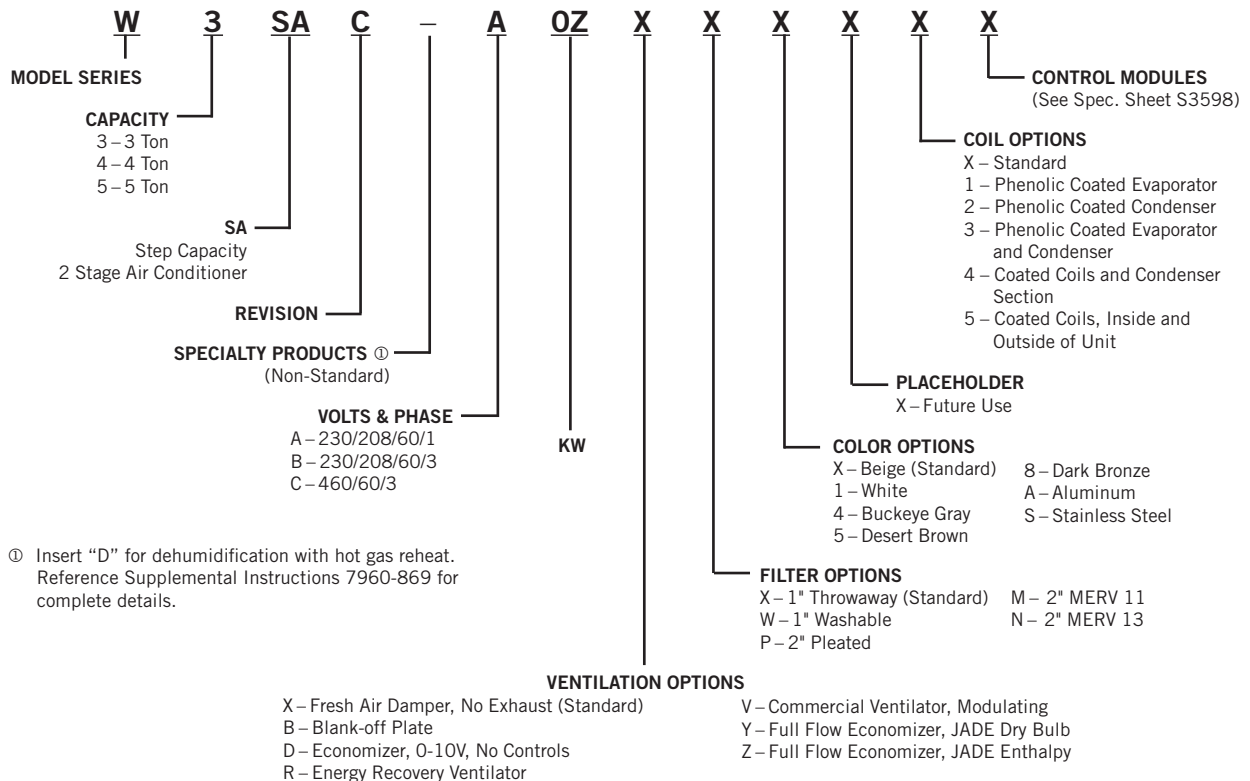 W 3 SA C – A 0Z X X X X X X
MODEL SERIES
CAPACITY
3 – 3 Ton
4 – 4 Ton
5 – 5 Ton
SA
Step Capacity
2 Stage Air Conditioner
REVISION
SPECIALTY PRODUCTS ①
(Non-Standard)
VOLTS & PHASE
A – 230/208/60/1
B – 230/208/60/3
C – 460/60/3
KW
① Insert “D” for dehumidification with hot gas reheat.
Reference Supplemental Instructions 7960-869 for
complete details.
VENTILATION OPTIONS
X – Fresh Air Damper, No Exhaust (Standard)
B – Blank-off Plate
D – Economizer, 0-10V, No Controls
R – Energy Recovery Ventilator
V – Commercial Ventilator, Modulating
Y – Full Flow Economizer, JADE Dry Bulb
Z – Full Flow Economizer, JADE Enthalpy
FILTER OPTIONS
X – 1" Throwaway (Standard)
W – 1" Washable
P – 2" Pleated
M – 2" MERV 11
N – 2" MERV 13
COLOR OPTIONS
X – Beige (Standard)
1 – White
4 – Buckeye Gray
5 – Desert Brown
8 – Dark Bronze
A – Aluminum
S – Stainless Steel
PLACEHOLDER
X – Future Use
COIL OPTIONS
X – Standard
1 – Phenolic Coated Evaporator
2 – Phenolic Coated Condenser
3 – Phenolic Coated Evaporator
and Condenser
4 – Coated Coils and Condenser
Section
5 – Coated Coils, Inside and
Outside of Unit
CONTROL MODULES
(See Spec. Sheet S3598)